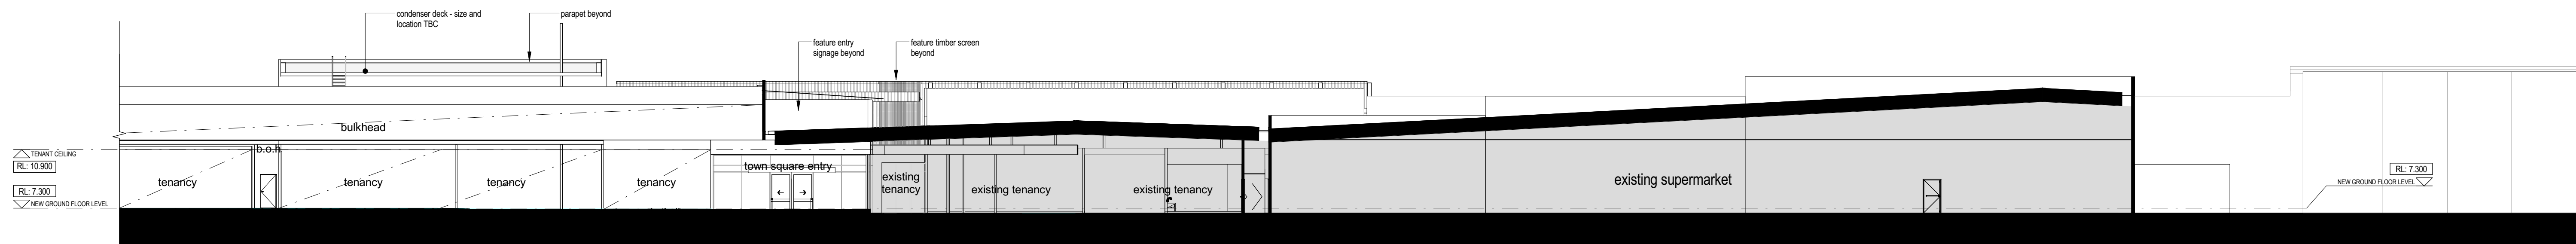 condenser deck - size and
location TBC
parapet beyond
feature entry
signage beyond
feature timber screen
beyond
bulkhead
b.o.h
TENANT CEILING
RL: 10.900
RL: 7.300
NEW GROUND FLOOR LEVEL
tenancy
tenancy
tenancy
tenancy
town square entry
existing
tenancy
existing tenancy
existing tenancy
existing supermarket
RL: 7.300
NEW GROUND FLOOR LEVEL